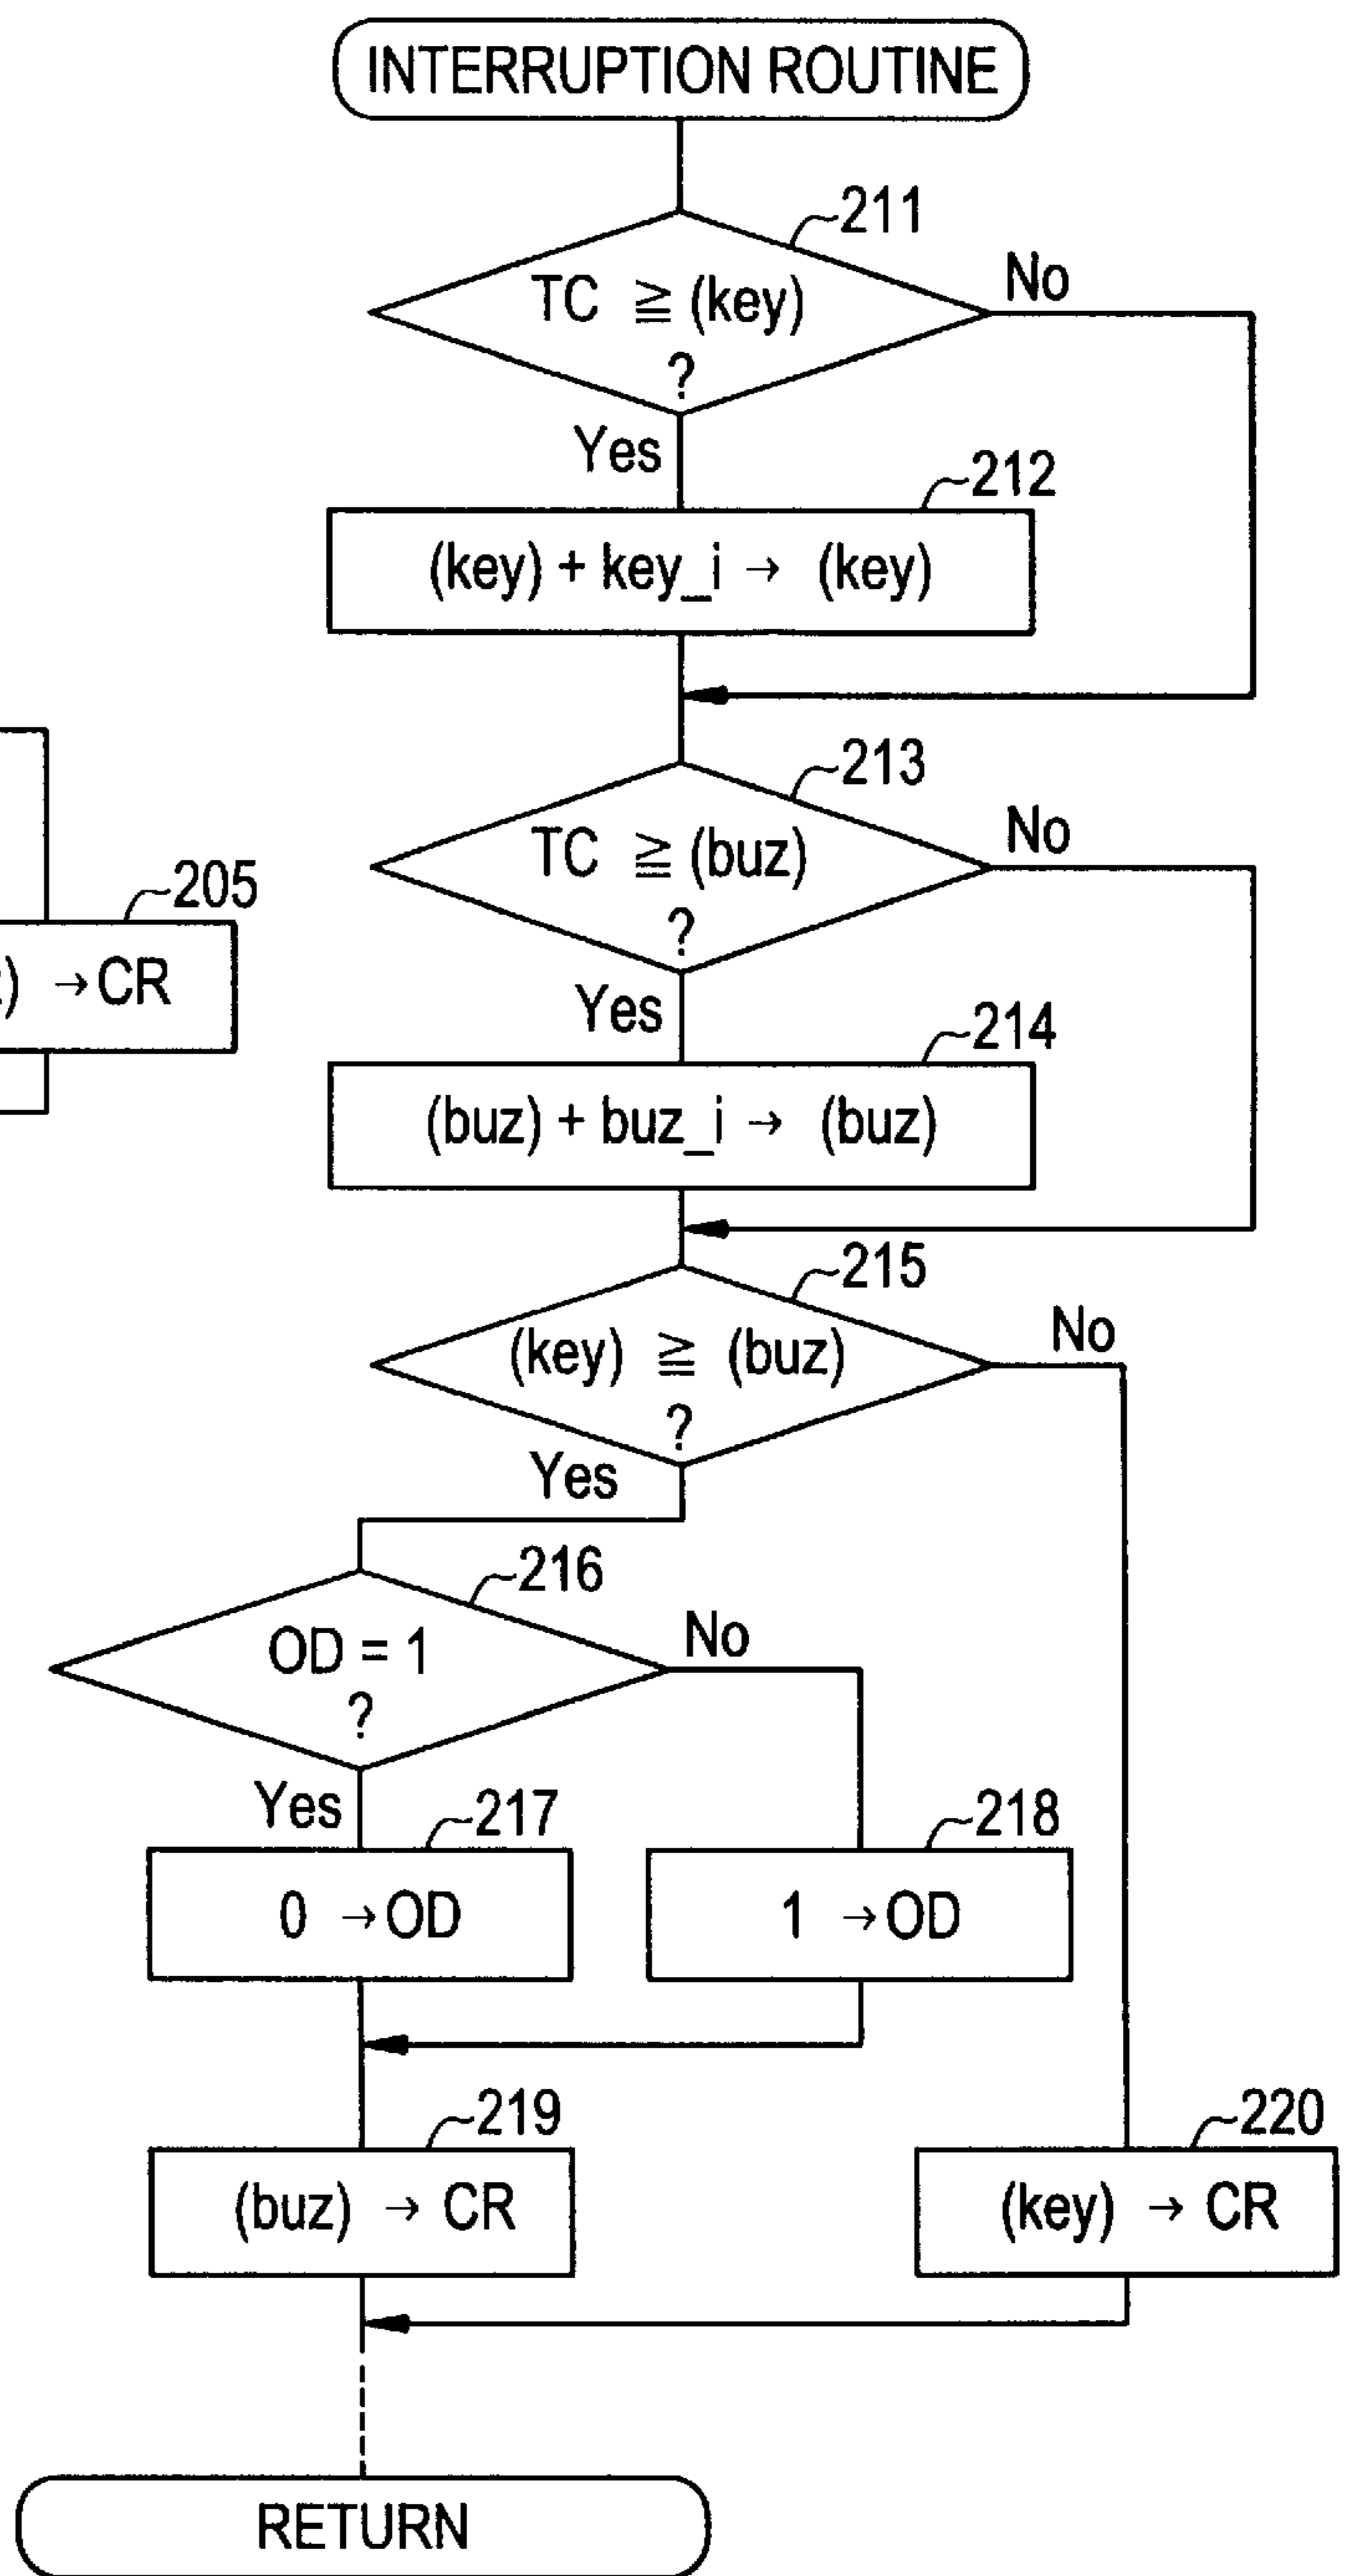 INTERRUPTION ROUTINE
211
TC ≧ (key)
?
No
Yes
212
(key) + key_i → (key)
213
TC ≧ (buz)
?
No
205
) → CR
Yes
214
(buz) + buz_i → (buz)
215
(key) ≧ (buz)
?
No
Yes
216
OD = 1
?
No
Yes
217
218
0 → OD
1 → OD
219
220
(buz) → CR
(key) → CR
RETURN